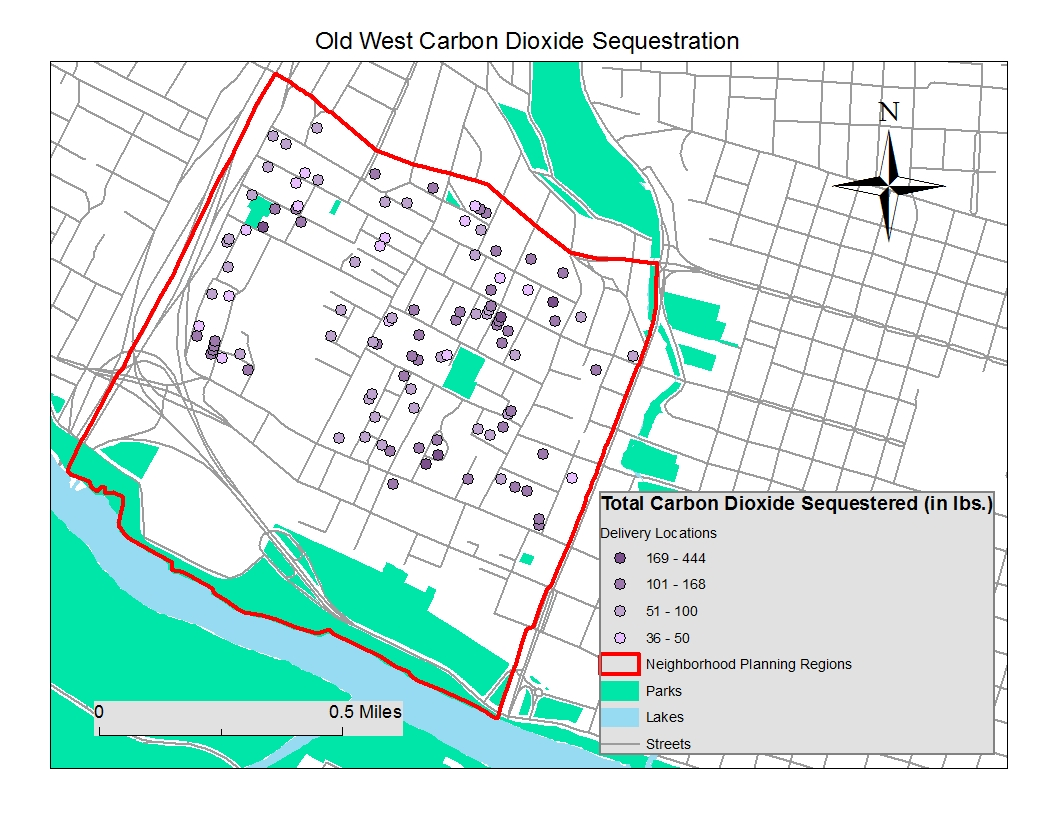 Old West Carbon Dioxide Sequestration
N
Total Carbon Dioxide Sequestered (in lbs.)
Delivery Locations
169 - 444
101 - 168
51 - 100
36 - 50
Neighborhood Planning Regions
Parks
Lakes
Streets
0 0.5 Miles